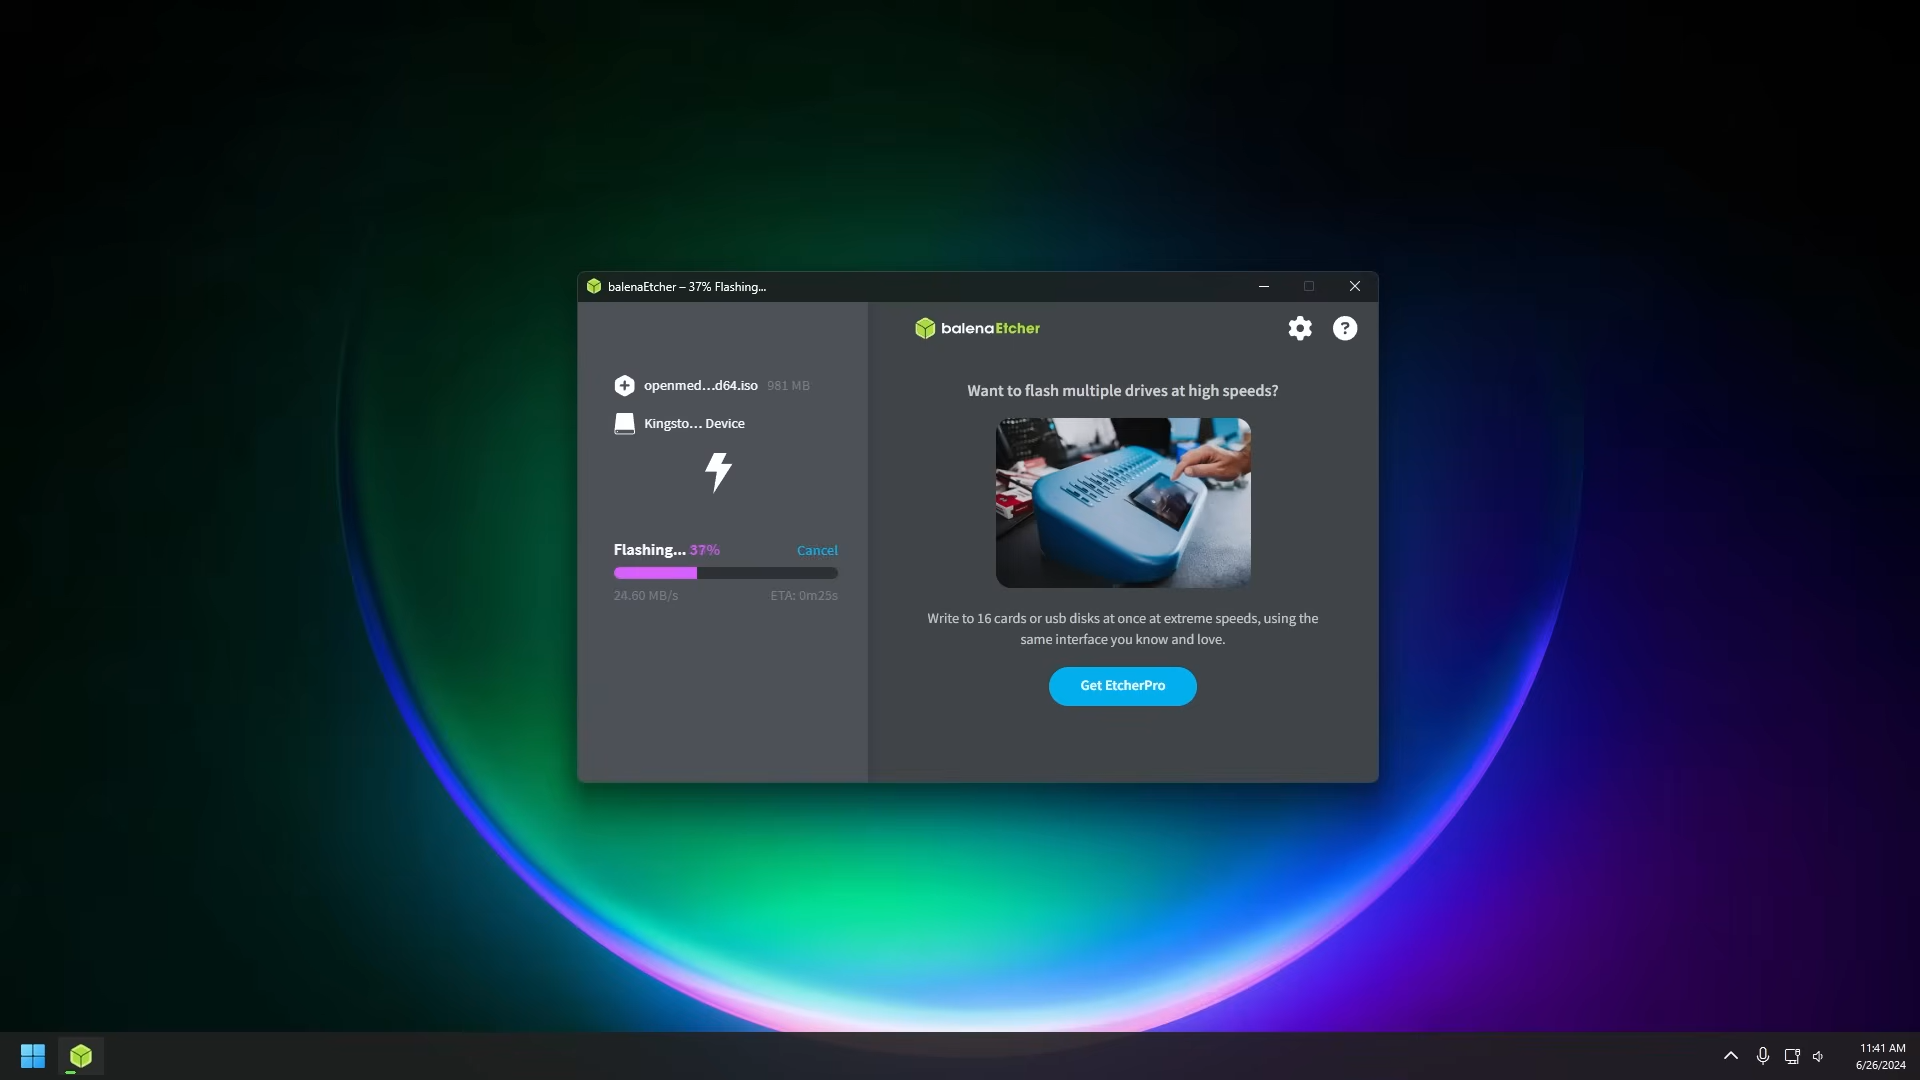 balenaEtcher – 37% Flashing...
balenaEtcher
?
openmed...d64.iso 981 MB
Kingsto... Device
Flashing... 37% Cancel
24.60 MB/s ETA: 0m25s
Want to flash multiple drives at high speeds?
Write to 16 cards or usb disks at once at extreme speeds, using the
same interface you know and love.
Get EtcherPro
11:41 AM
6/26/2024